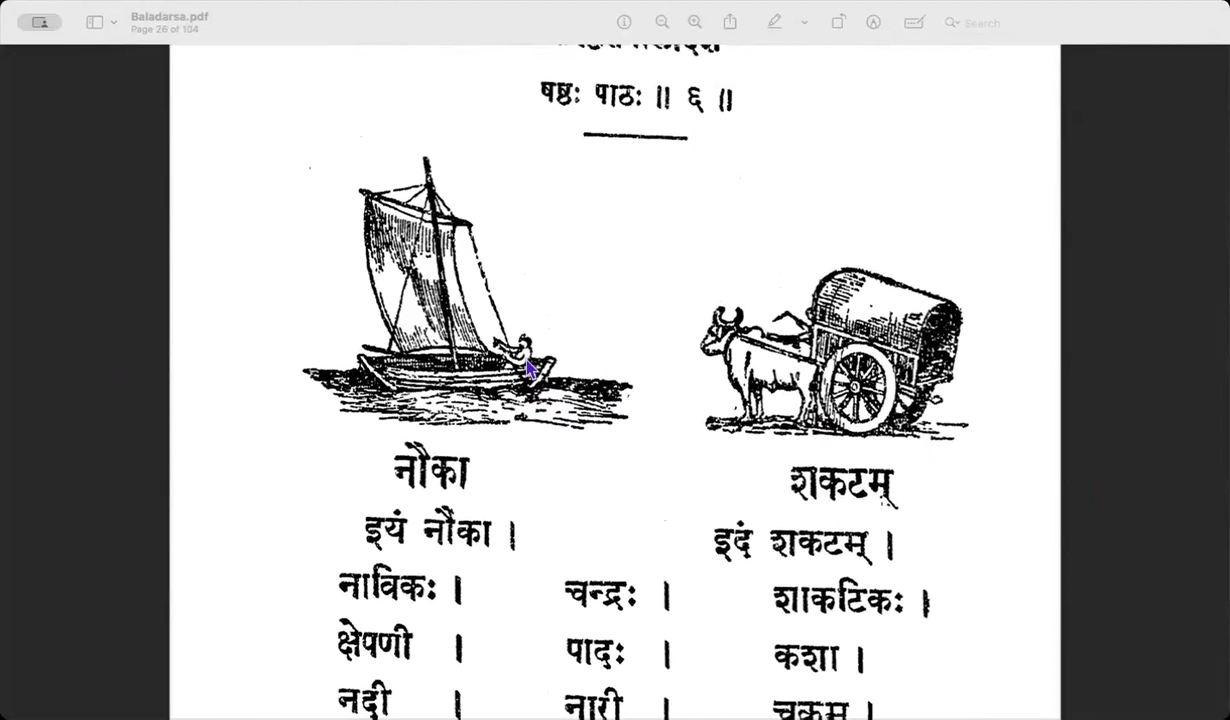 Baladarsa.pdf
Page 26 of 104
Search
षष्ठः पाठः ॥ ६ ॥
नौका
शकटम्
इयं नौका ।
इदं शकटम् ।
नाविकः । चन्द्रः । शाकटिकः ।
क्षेपणी । पादः । कशा ।
नदी । नारी । चक्रम् ।